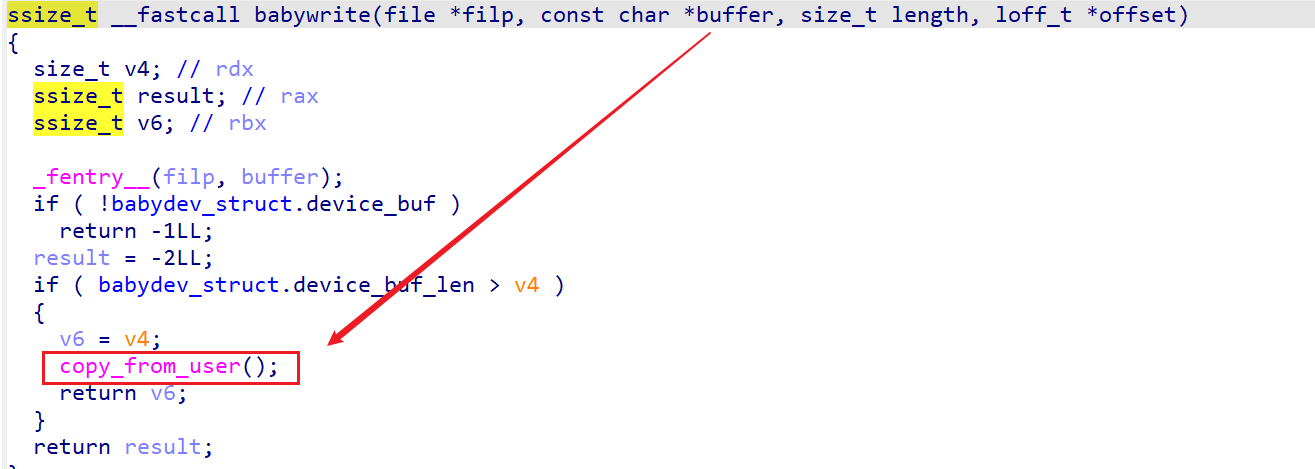 ssize_t __fastcall babywrite(file *filp, const char *buffer, size_t length, loff_t *offset)
{
  size_t v4; // rdx
  ssize_t result; // rax
  ssize_t v6; // rbx

  _fentry__(filp, buffer);
  if ( !babydev_struct.device_buf )
    return -1LL;
  result = -2LL;
  if ( babydev_struct.device_buf_len > v4 )
  {
    v6 = v4;
    copy_from_user();
    return v6;
  }
  return result;